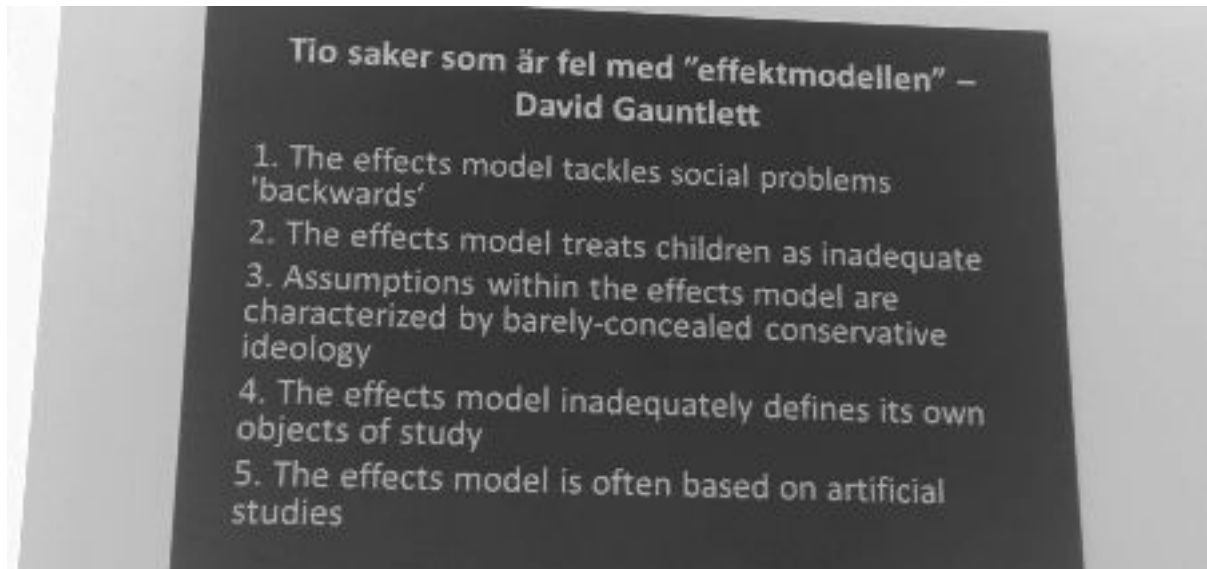 Tio saker som är fel med ”effektmodellen” –
David Gauntlett
1. The effects model tackles social problems
'backwards‘
2. The effects model treats children as inadequate
3. Assumptions within the effects model are
characterized by barely-concealed conservative
ideology
4. The effects model inadequately defines its own
objects of study
5. The effects model is often based on artificial
studies